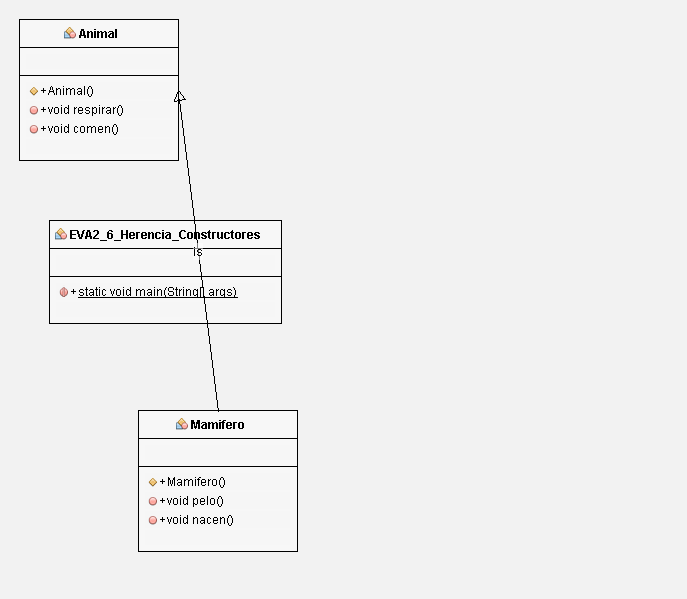 Animal
+Animal()
+void respirar()
+void comen()
EVA2_6_Herencia_Constructores
Is
+static void main(String[] args)
Mamifero
+Mamifero()
+void pelo()
+void nacen()